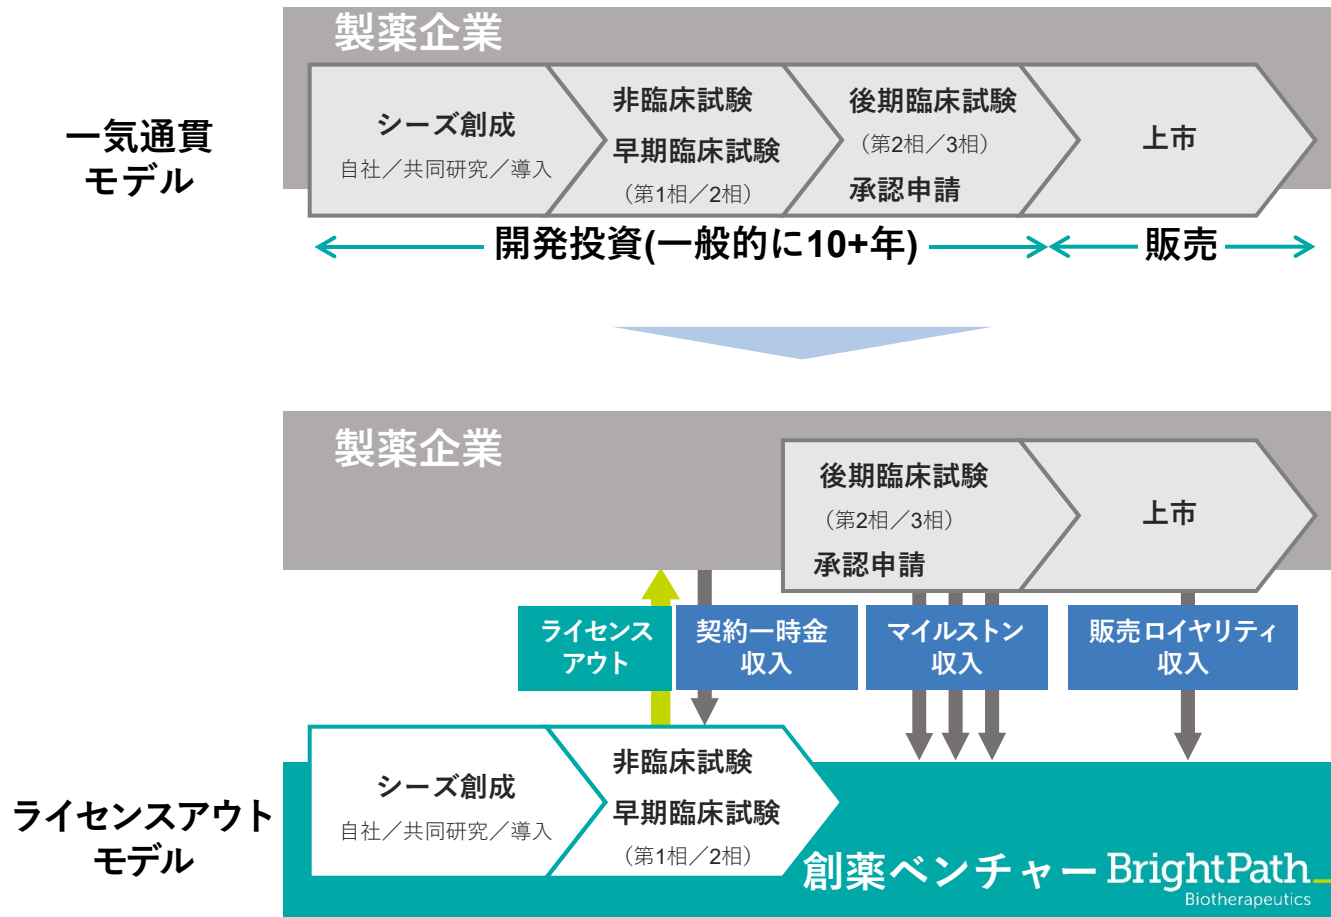 製薬企業
一気通貫
モデル
シーズ創成
自社／共同研究／導入
非臨床試験
早期臨床試験
（第1相／2相）
後期臨床試験
（第2相／3相）
承認申請
上市
開発投資(一般的に10+年)
販売
製薬企業
後期臨床試験
（第2相／3相）
承認申請
上市
ライセンス
アウト
契約一時金
収入
マイルストン
収入
販売ロイヤリティ
収入
ライセンスアウト
モデル
シーズ創成
自社／共同研究／導入
非臨床試験
早期臨床試験
（第1相／2相）
創薬ベンチャー BrightPath
Biotherapeutics